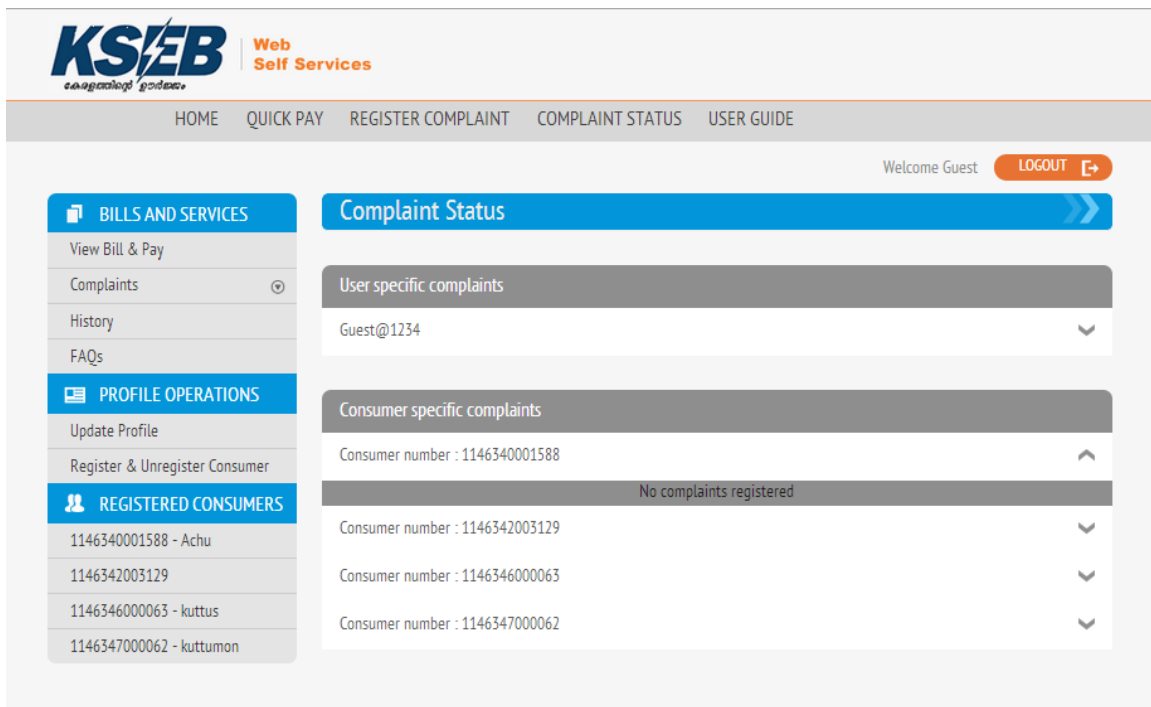 KSEB
കേരളത്തിന്റെ ഊർജ്ജം
Web
Self Services
HOME QUICK PAY REGISTER COMPLAINT COMPLAINT STATUS USER GUIDE
Welcome Guest LOGOUT
BILLS AND SERVICES
View Bill & Pay
Complaints
History
FAQs
PROFILE OPERATIONS
Update Profile
Register & Unregister Consumer
REGISTERED CONSUMERS
1146340001588 - Achu
1146342003129
1146346000063 - kuttus
1146347000062 - kuttumon
Complaint Status
User specific complaints
Guest@1234
Consumer specific complaints
Consumer number : 1146340001588
No complaints registered
Consumer number : 1146342003129
Consumer number : 1146346000063
Consumer number : 1146347000062